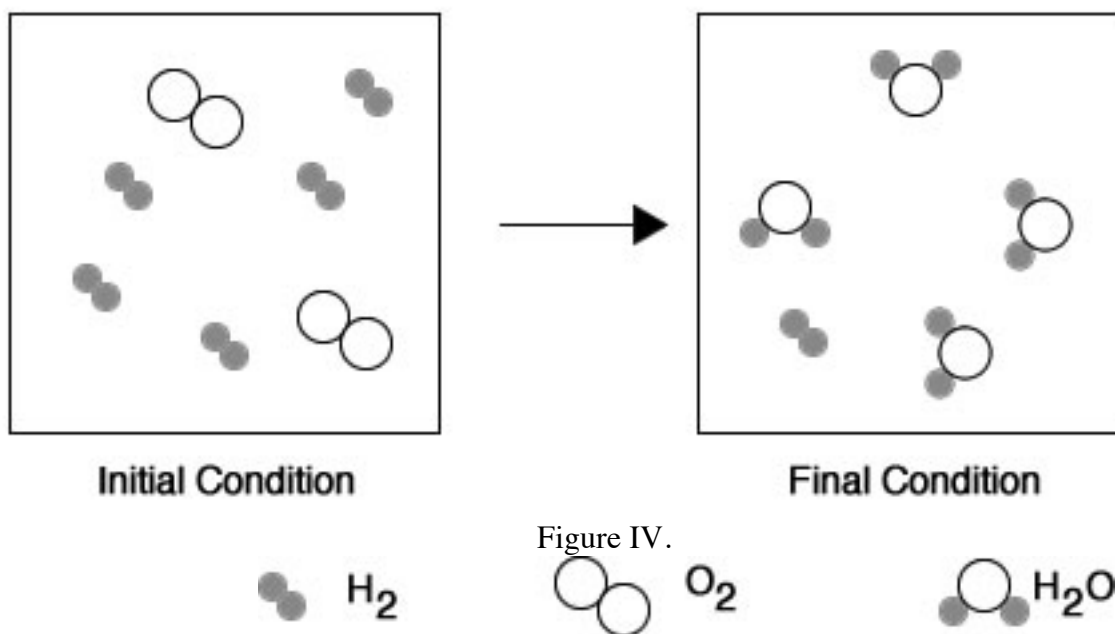 Initial Condition
Final Condition
Figure IV.
H2
O2
H2O